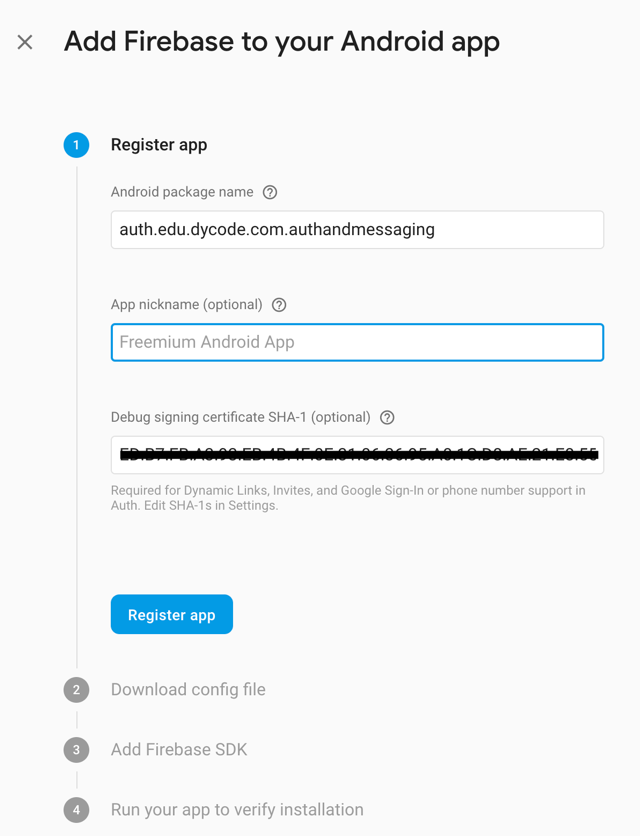 Add Firebase to your Android app
1 Register app
Android package name ?
auth.edu.dycode.com.authandmessaging
App nickname (optional) ?
Freemium Android App
Debug signing certificate SHA-1 (optional) ?
Required for Dynamic Links, Invites, and Google Sign-In or phone number support in
Auth. Edit SHA-1s in Settings.
Register app
2 Download config file
3 Add Firebase SDK
4 Run your app to verify installation